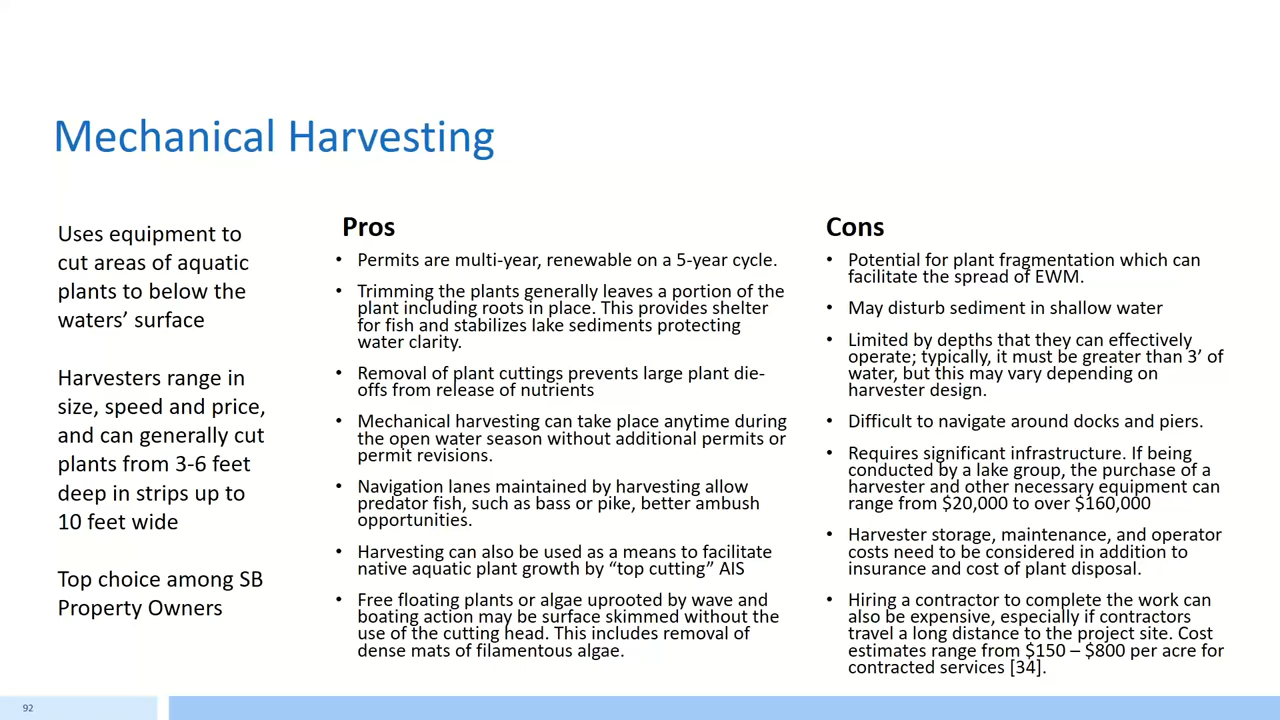 Mechanical Harvesting
Uses equipment to
cut areas of aquatic
plants to below the
waters’ surface
Harvesters range in
size, speed and price,
and can generally cut
plants from 3-6 feet
deep in strips up to
10 feet wide
Top choice among SB
Property Owners
Pros
• Permits are multi-year, renewable on a 5-year cycle.
• Trimming the plants generally leaves a portion of the
plant including roots in place. This provides shelter
for fish and stabilizes lake sediments protecting
water clarity.
• Removal of plant cuttings prevents large plant die-
offs from release of nutrients
• Mechanical harvesting can take place anytime during
the open water season without additional permits or
permit revisions.
• Navigation lanes maintained by harvesting allow
predator fish, such as bass or pike, better ambush
opportunities.
• Harvesting can also be used as a means to facilitate
native aquatic plant growth by “top cutting” AIS
• Free floating plants or algae uprooted by wave and
boating action may be surface skimmed without the
use of the cutting head. This includes removal of
dense mats of filamentous algae.
Cons
• Potential for plant fragmentation which can
facilitate the spread of EWM.
• May disturb sediment in shallow water
• Limited by depths that they can effectively
operate; typically, it must be greater than 3’ of
water, but this may vary depending on
harvester design.
• Difficult to navigate around docks and piers.
• Requires significant infrastructure. If being
conducted by a lake group, the purchase of a
harvester and other necessary equipment can
range from $20,000 to over $160,000
• Harvester storage, maintenance, and operator
costs need to be considered in addition to
insurance and cost of plant disposal.
• Hiring a contractor to complete the work can
also be expensive, especially if contractors
travel a long distance to the project site. Cost
estimates range from $150 – $800 per acre for
contracted services [34].
92